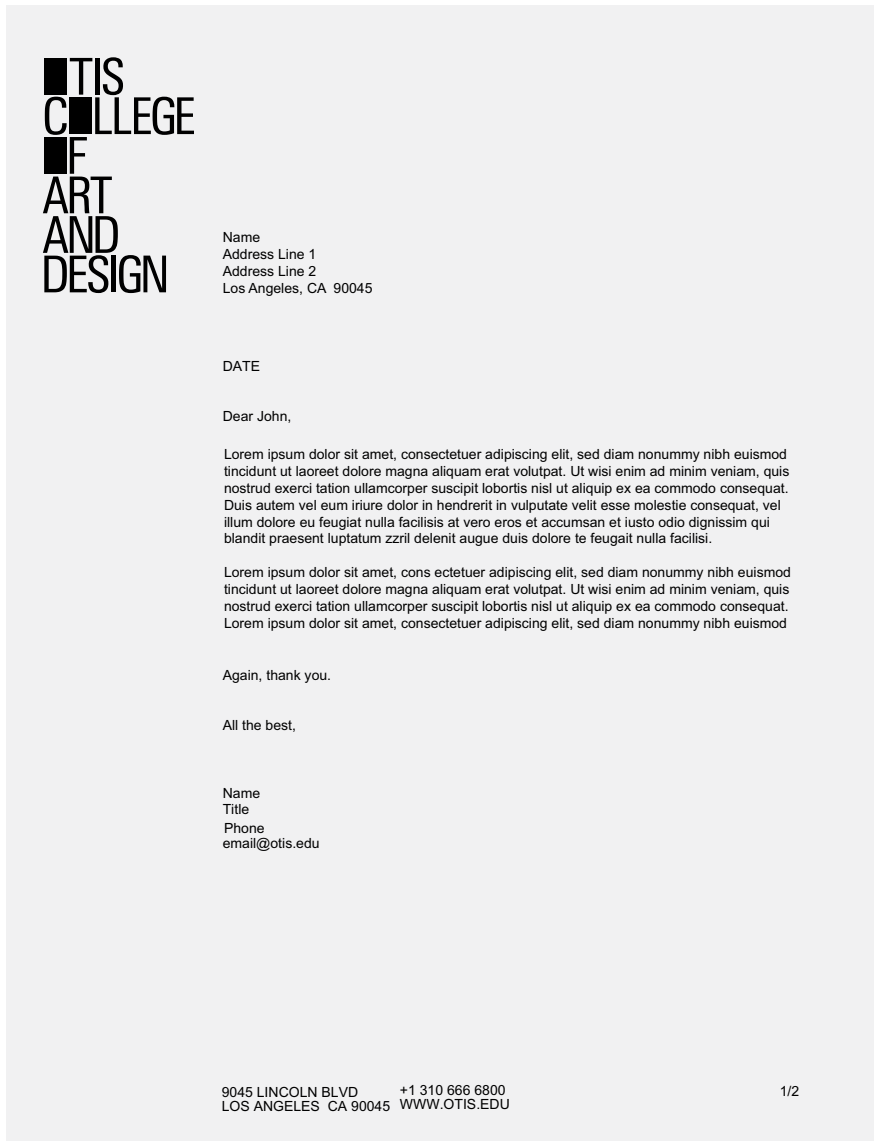 ■TIS
C■LLEGE
■F
ART
AND
DESIGN
Name
Address Line 1
Address Line 2
Los Angeles, CA  90045
DATE
Dear John,
Lorem ipsum dolor sit amet, consectetuer adipiscing elit, sed diam nonummy nibh euismod
tincidunt ut laoreet dolore magna aliquam erat volutpat. Ut wisi enim ad minim veniam, quis
nostrud exerci tation ullamcorper suscipit lobortis nisl ut aliquip ex ea commodo consequat.
Duis autem vel eum iriure dolor in hendrerit in vulputate velit esse molestie consequat, vel
illum dolore eu feugiat nulla facilisis at vero eros et accumsan et iusto odio dignissim qui
blandit praesent luptatum zzril delenit augue duis dolore te feugait nulla facilisi.
Lorem ipsum dolor sit amet, cons ectetuer adipiscing elit, sed diam nonummy nibh euismod
tincidunt ut laoreet dolore magna aliquam erat volutpat. Ut wisi enim ad minim veniam, quis
nostrud exerci tation ullamcorper suscipit lobortis nisl ut aliquip ex ea commodo consequat.
Lorem ipsum dolor sit amet, consectetuer adipiscing elit, sed diam nonummy nibh euismod
Again, thank you.
All the best,
Name
Title
Phone
email@otis.edu
9045 LINCOLN BLVD
LOS ANGELES  CA 90045
+1 310 666 6800
WWW.OTIS.EDU
1/2